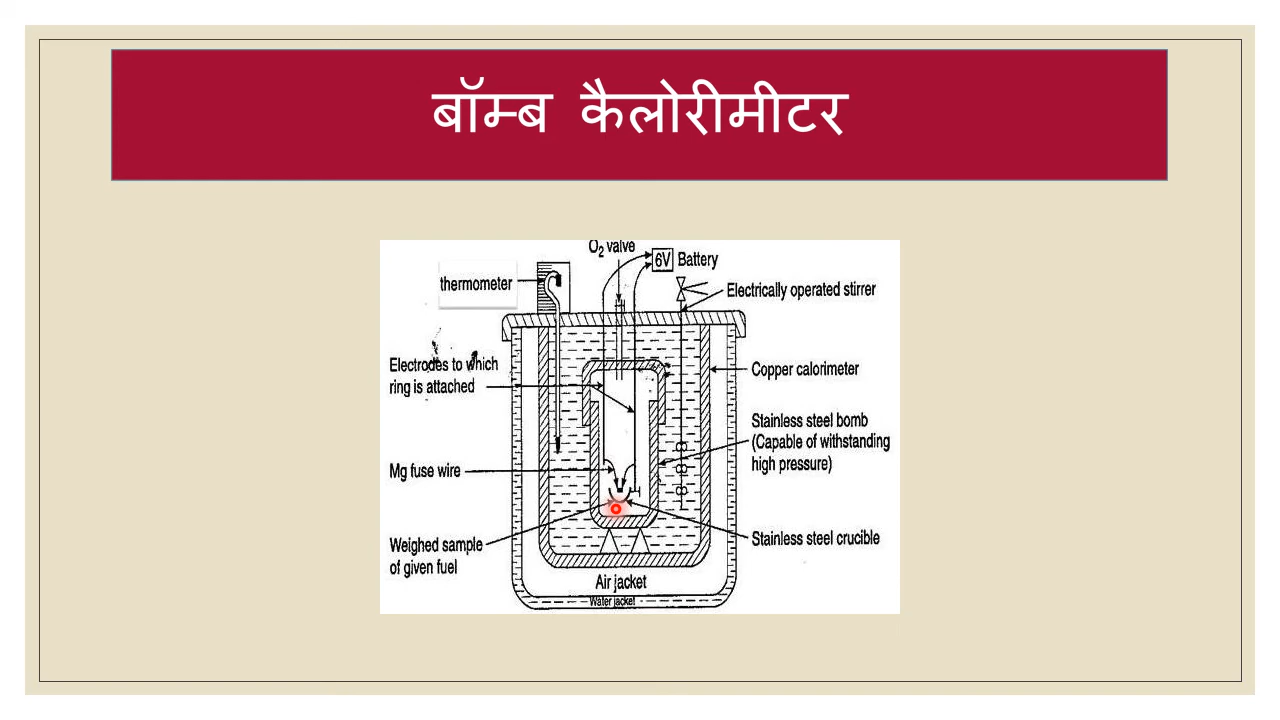 बॉम्ब कैलोरीमीटर
O2 valve
6V Battery
thermometer
Electrically operated stirrer
Electrodes to which
ring is attached
Copper calorimeter
Stainless steel bomb
(Capable of withstanding
high pressure)
Mg fuse wire
Weighed sample
of given fuel
Stainless steel crucible
Air jacket
Water jacket